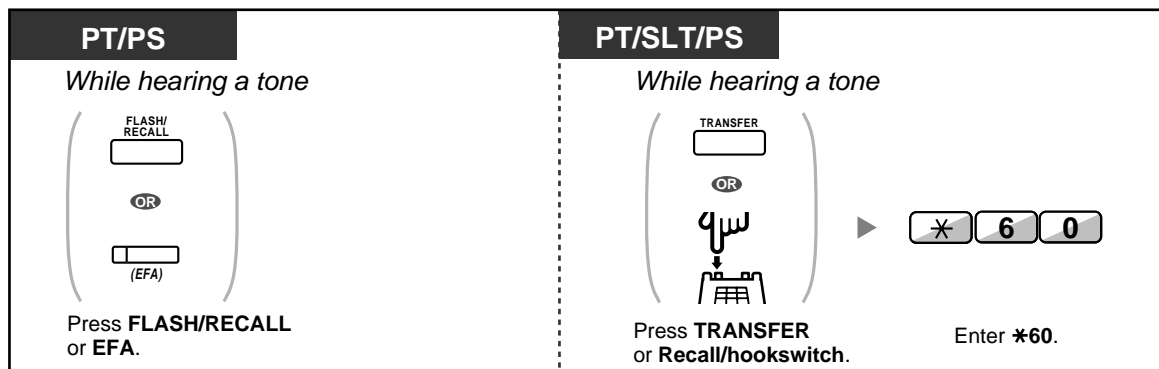 PT/PS
While hearing a tone
FLASH/
RECALL
OR
(EFA)
Press FLASH/RECALL
or EFA.
PT/SLT/PS
While hearing a tone
TRANSFER
OR
Press TRANSFER
or Recall/hookswitch.
* 6 0
Enter *60.